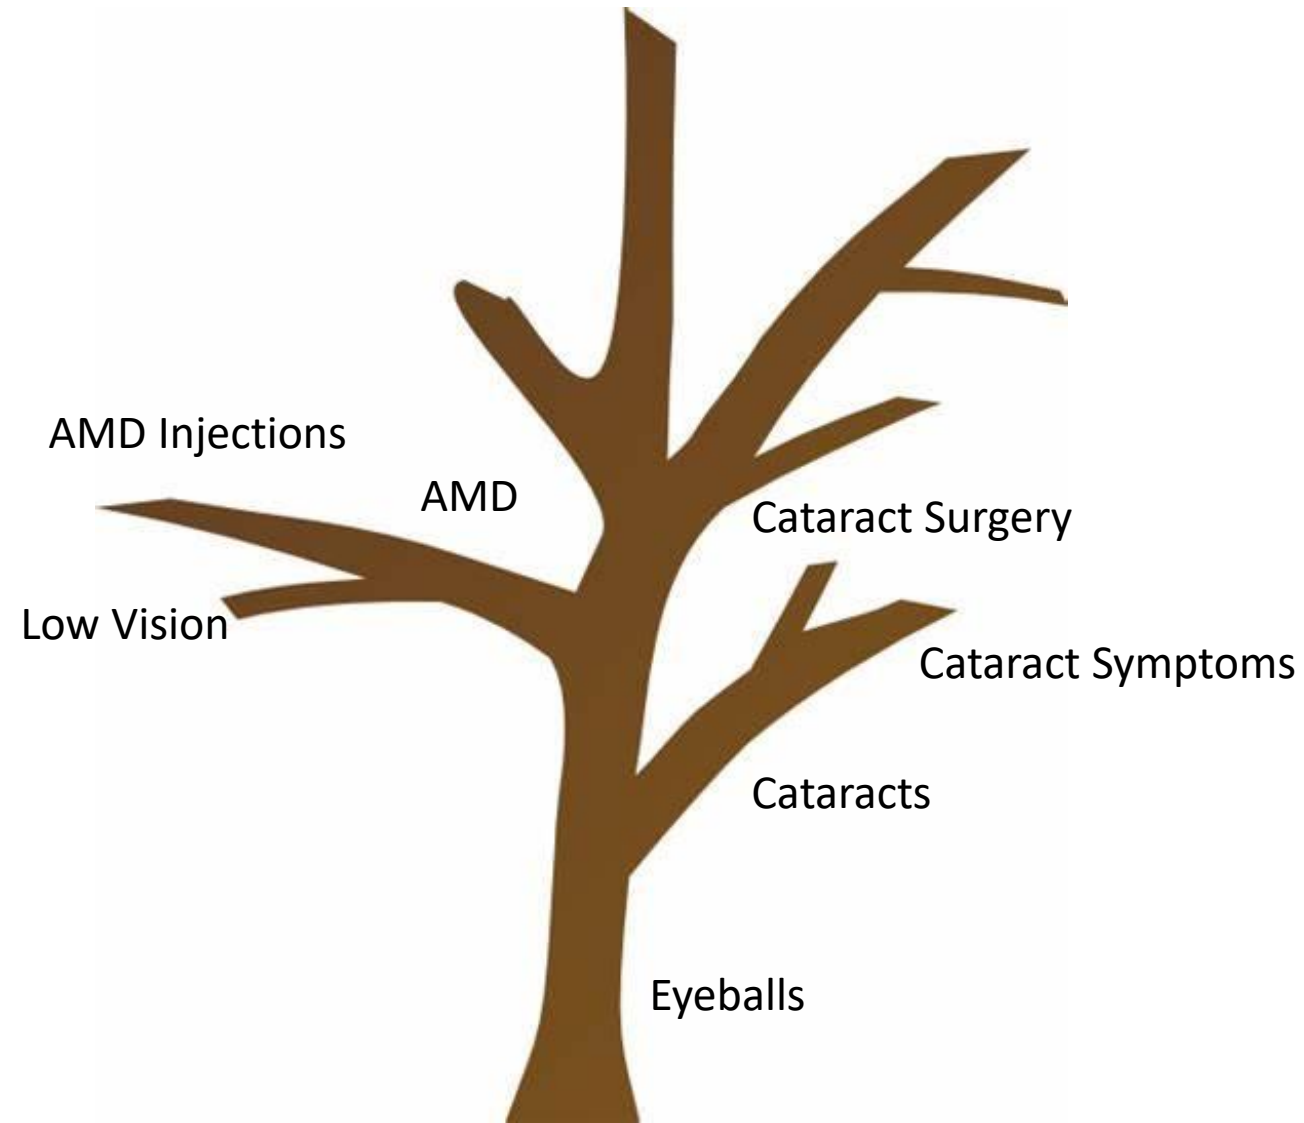 AMD Injections
AMD
Cataract Surgery
Low Vision
Cataract Symptoms
Cataracts
Eyeballs